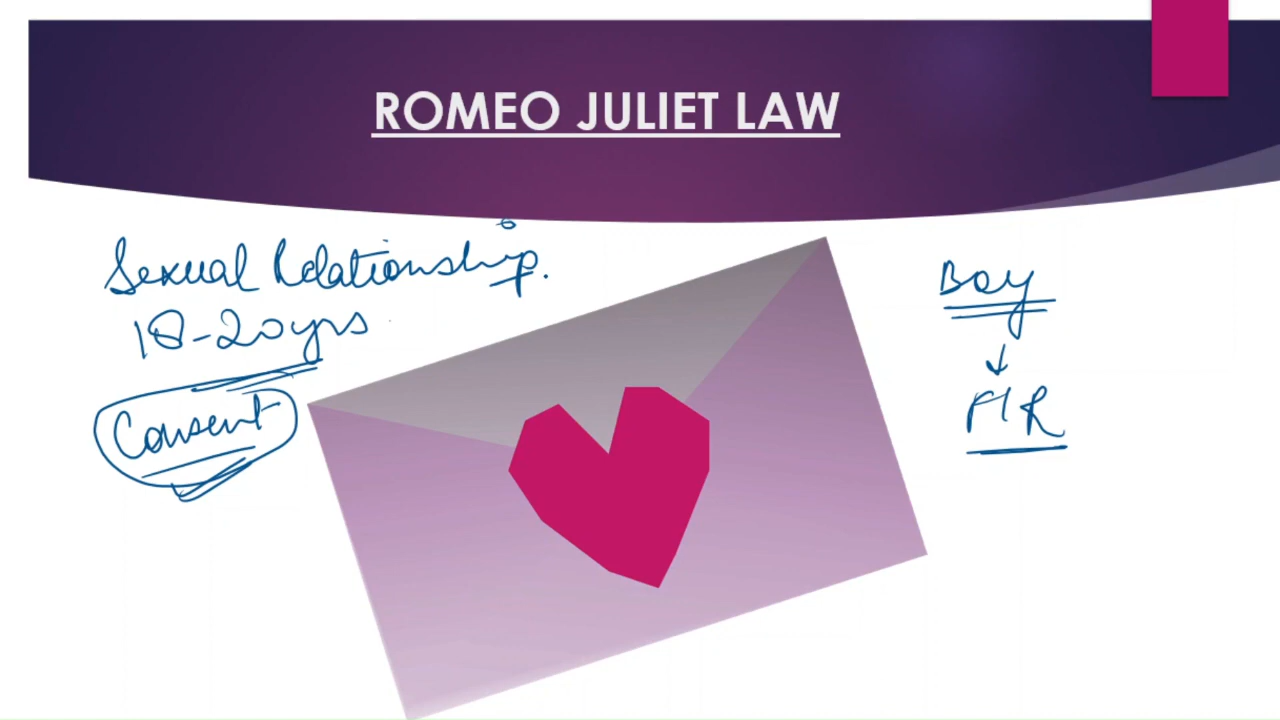 ROMEO JULIET LAW
Sexual Relationship.
18-20yrs
Consent
Boy
FIR